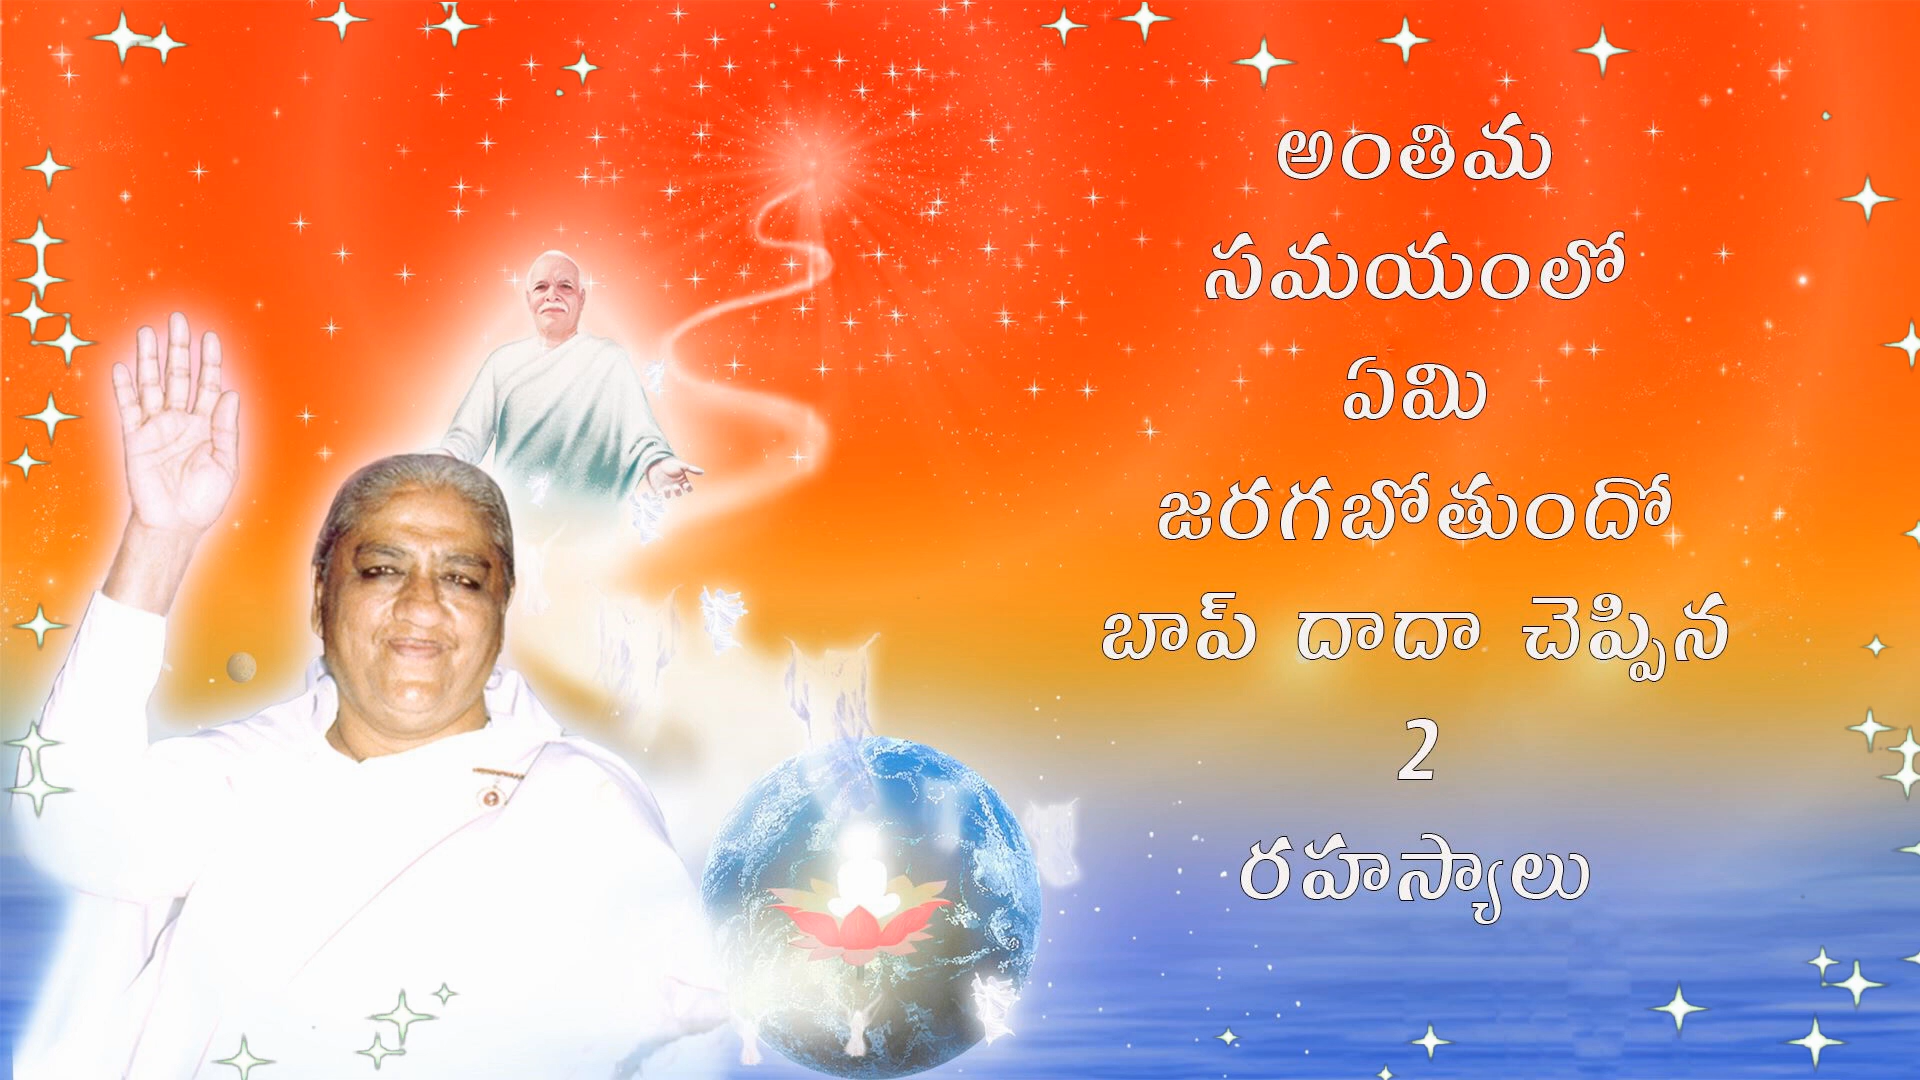 అంతిమ
సమయంలో
ఏమి
జరగబోతుందో
బాప్ దాదా చెప్పిన
2
రహస్యాలు